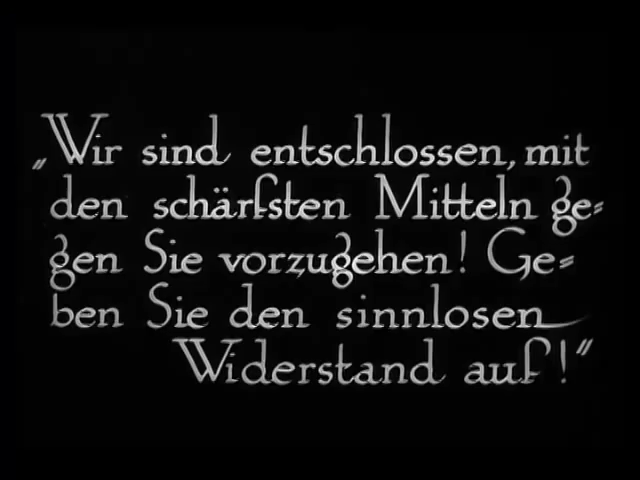 „Wir sind entschlossen, mit
den schärfsten Mitteln ge=
gen Sie vorzugehen! Ge=
ben Sie den sinnlosen
Widerstand auf!"